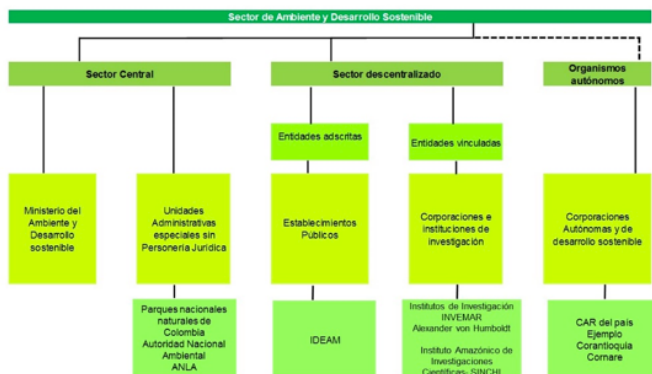 Sector de Ambiente y Desarrollo Sostenible
Sector Central
Sector descentralizado
Organismos
autónomos
Entidades adscritas
Entidades vinculadas
Ministerio del
Ambiente y
Desarrollo
sostenible
Unidades
Administrativas
especiales sin
Personería Jurídica
Establecimientos
Públicos
Corporaciones e
instituciones de
investigación
Corporaciones
Autónomas y de
desarrollo sostenible
Parques nacionales
naturales de
Colombia
Autoridad Nacional
Ambiental
ANLA
IDEAM
Institutos de Investigación
INVEMAR
Alexander von Humboldt
Instituto Amazónico de
Investigaciones
Científicas- SINCHI
CAR del país
Ejemplo
Corantioquia
Cornare